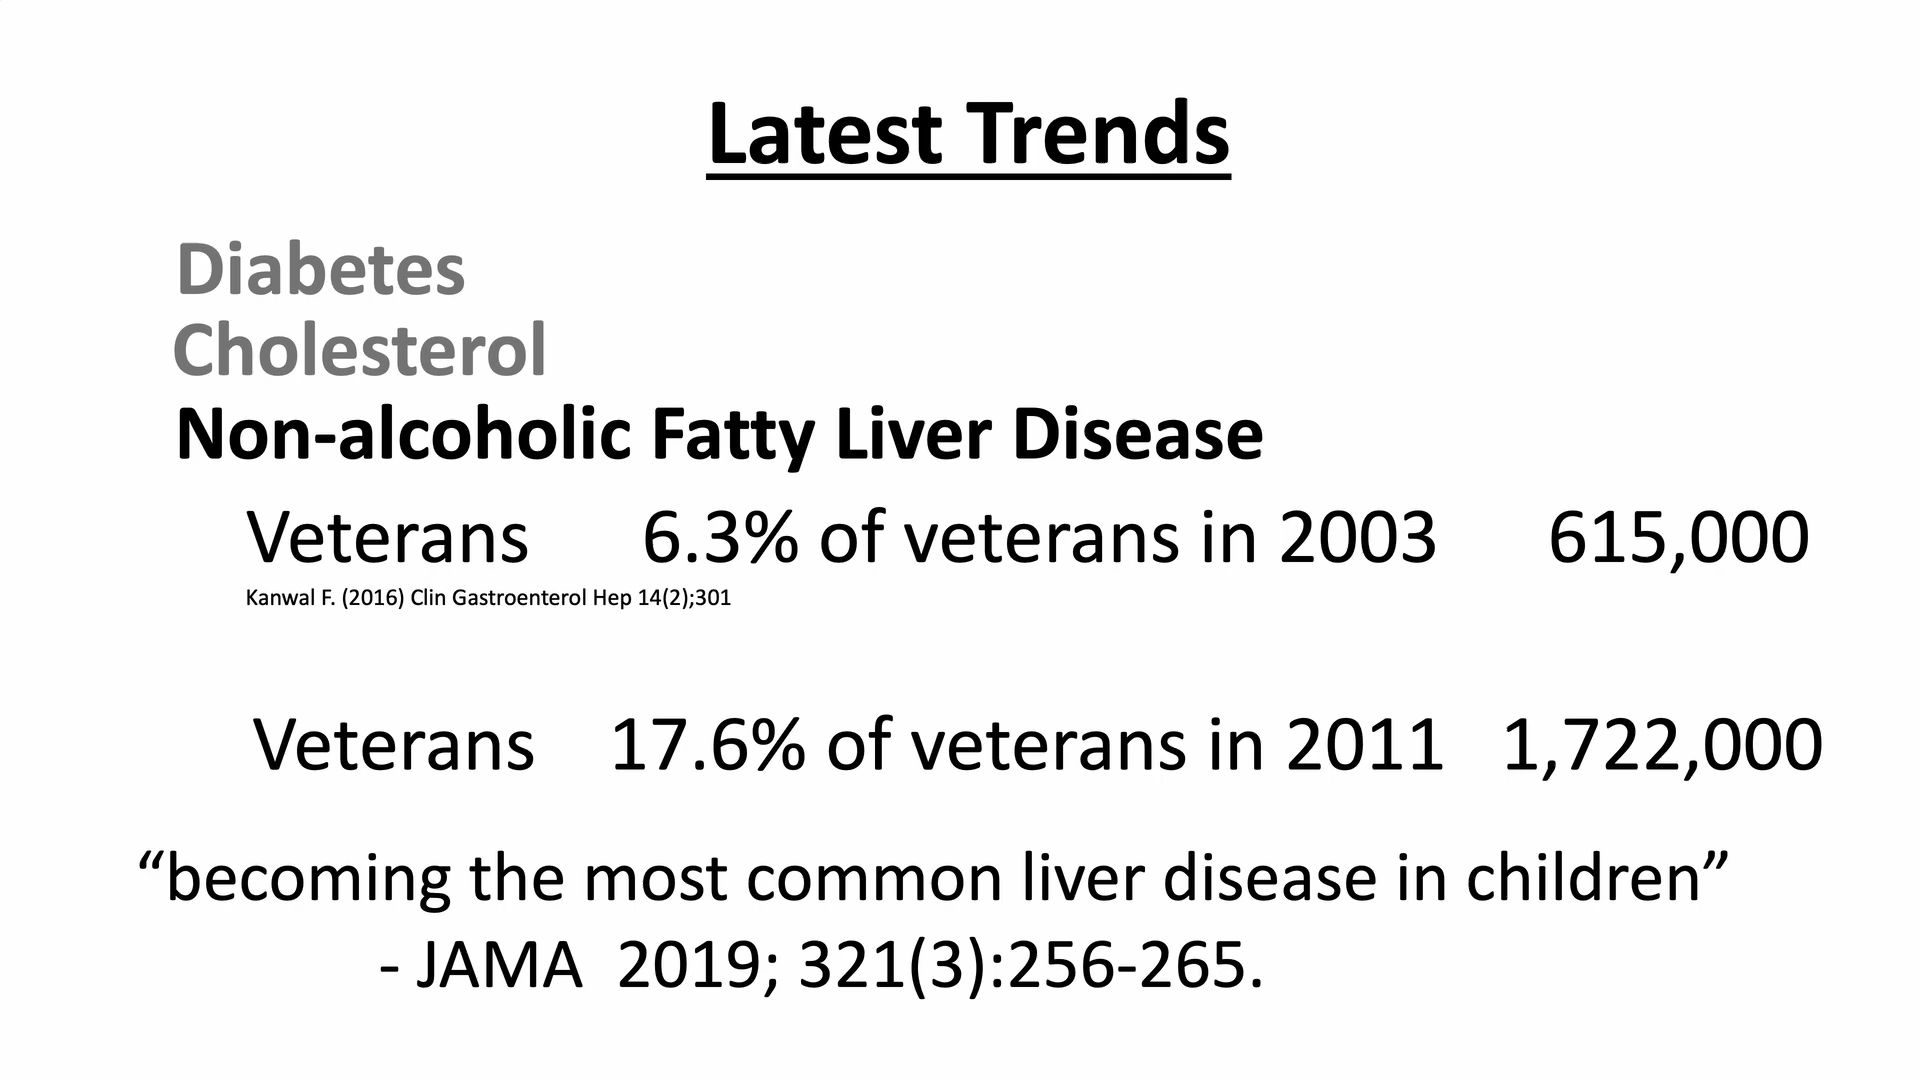 Latest Trends
Diabetes
Cholesterol
Non-alcoholic Fatty Liver Disease
Veterans 6.3% of veterans in 2003 615,000
Kanwal F. (2016) Clin Gastroenterol Hep 14(2);301
Veterans 17.6% of veterans in 2011 1,722,000
“becoming the most common liver disease in children”
- JAMA 2019; 321(3):256-265.